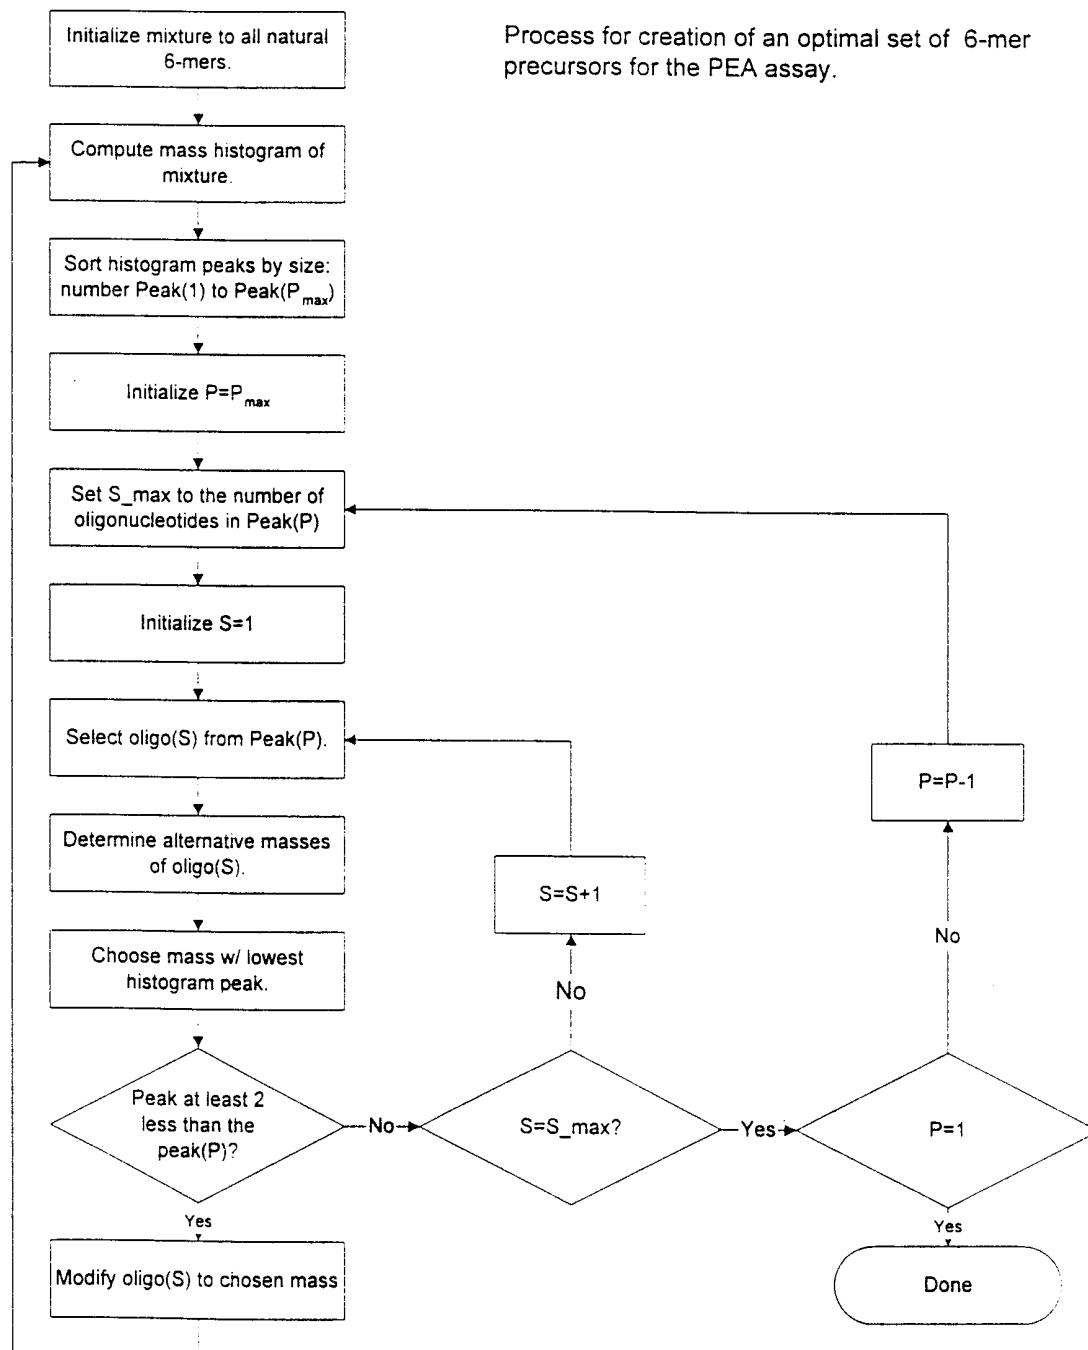 Process for creation of an optimal set of 6-mer
precursors for the PEA assay.
Initialize mixture to all natural
6-mers.
Compute mass histogram of
mixture.
Sort histogram peaks by size:
number Peak(1) to Peak(Pmax)
Initialize P=Pmax
Set S_max to the number of
oligonucleotides in Peak(P)
Initialize S=1
Select oligo(S) from Peak(P).
Determine alternative masses
of oligo(S).
Choose mass w/ lowest
histogram peak.
Peak at least 2
less than the
peak(P)?
No
S=S_max?
Yes
P=1
No
S=S+1
No
P=P-1
Yes
Modify oligo(S) to chosen mass
Yes
Done